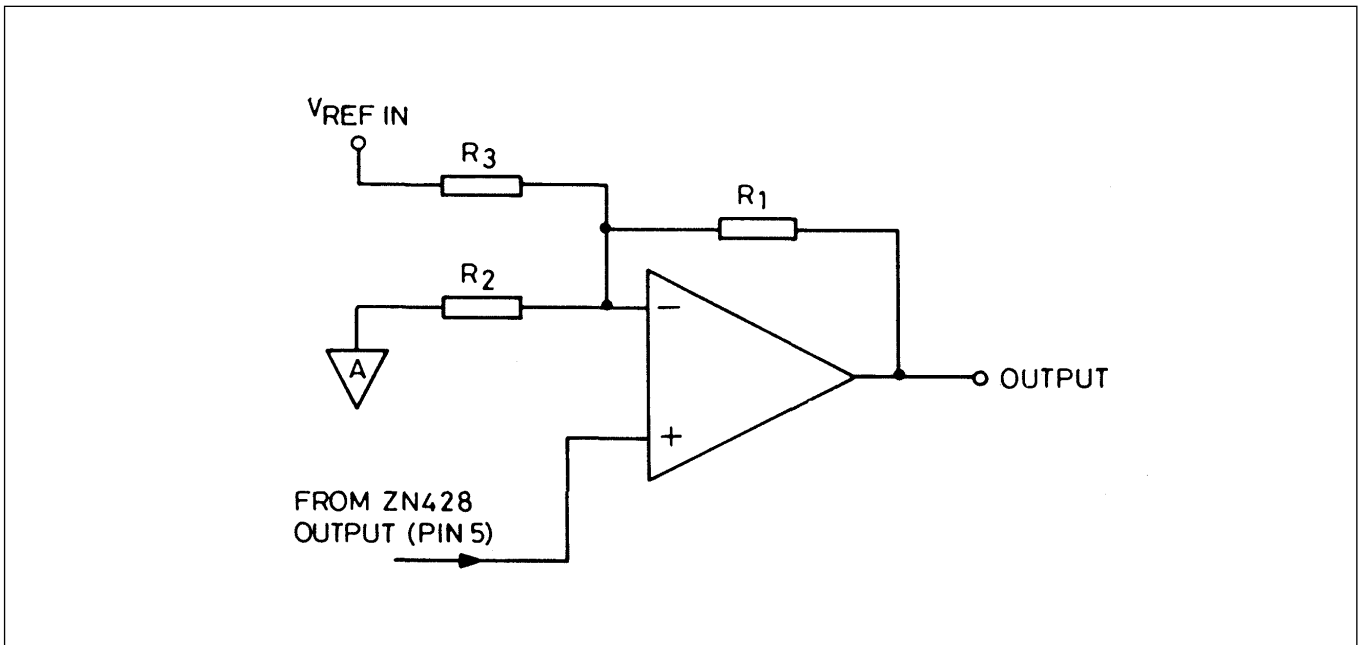 VREF IN
R3
R1
R2
−
A
OUTPUT
+
FROM ZN428
OUTPUT (PIN 5)